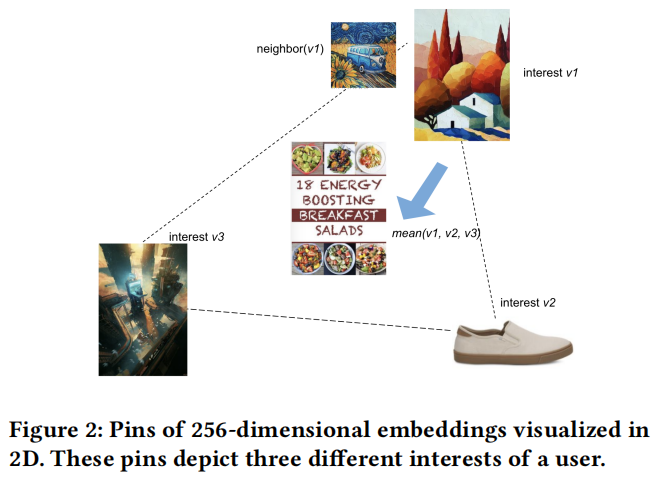 neighbor(v1)
interest v1
18 ENERGY
BOOSTING
BREAKFAST
SALADS
mean(v1, v2, v3)
interest v3
interest v2
Figure 2: Pins of 256-dimensional embeddings visualized in
2D. These pins depict three different interests of a user.